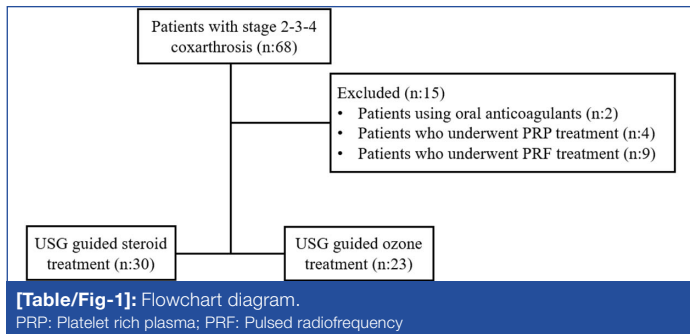 Patients with stage 2-3-4
coxarthrosis (n:68)
Excluded (n:15)
• Patients using oral anticoagulants (n:2)
• Patients who underwent PRP treatment (n:4)
• Patients who underwent PRF treatment (n:9)
USG guided steroid
treatment (n:30)
USG guided ozone
treatment (n:23)
[Table/Fig-1]: Flowchart diagram.
PRP: Platelet rich plasma; PRF: Pulsed radiofrequency